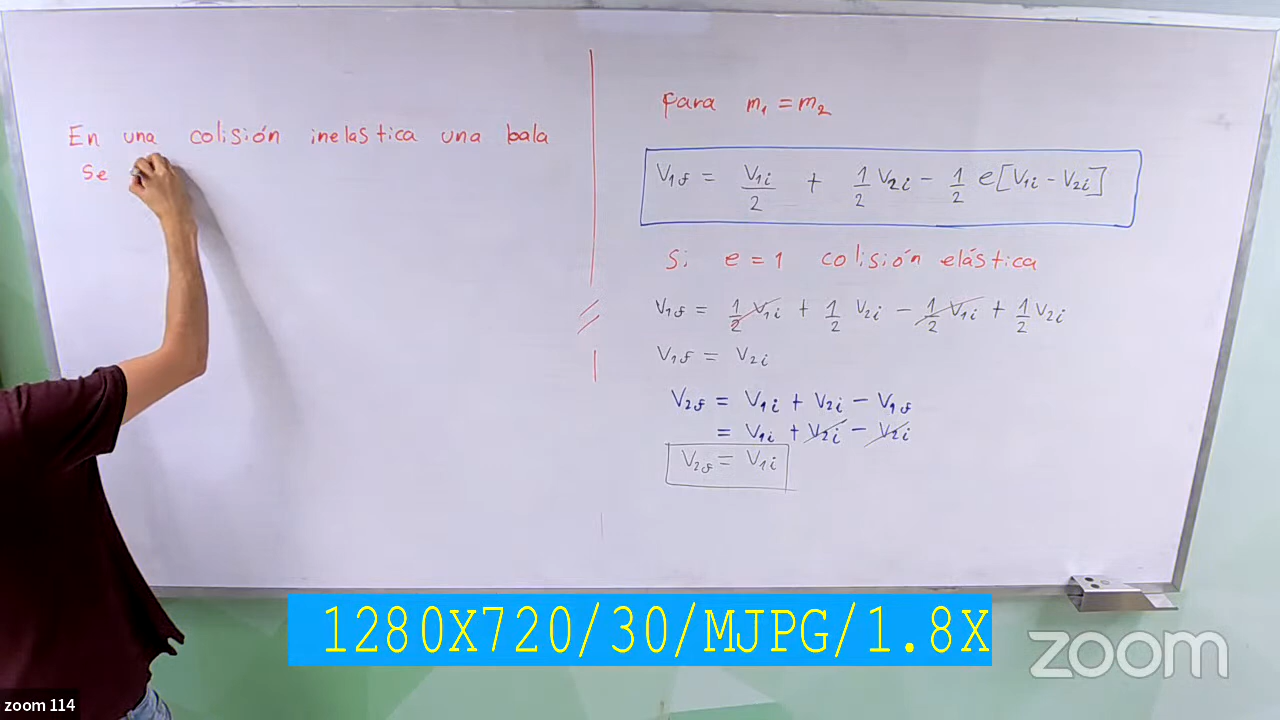 En una colisión inelastica una bala
se
para m₁ = m₂
V₁f = V₁i/2 + 1/2 V₂i - 1/2 e[V₁i - V₂i]
Si e = 1 colisión elástica
V₁f = 1/2 V₁i + 1/2 V₂i - 1/2 V₁i + 1/2 V₂i
V₁f = V₂i
V₂f = V₁i + V₂i - V₁f
= V₁i + V₂i - V₂i
V₂f = V₁i
1280X720/30/MJPG/1.8X
zoom
zoom 114